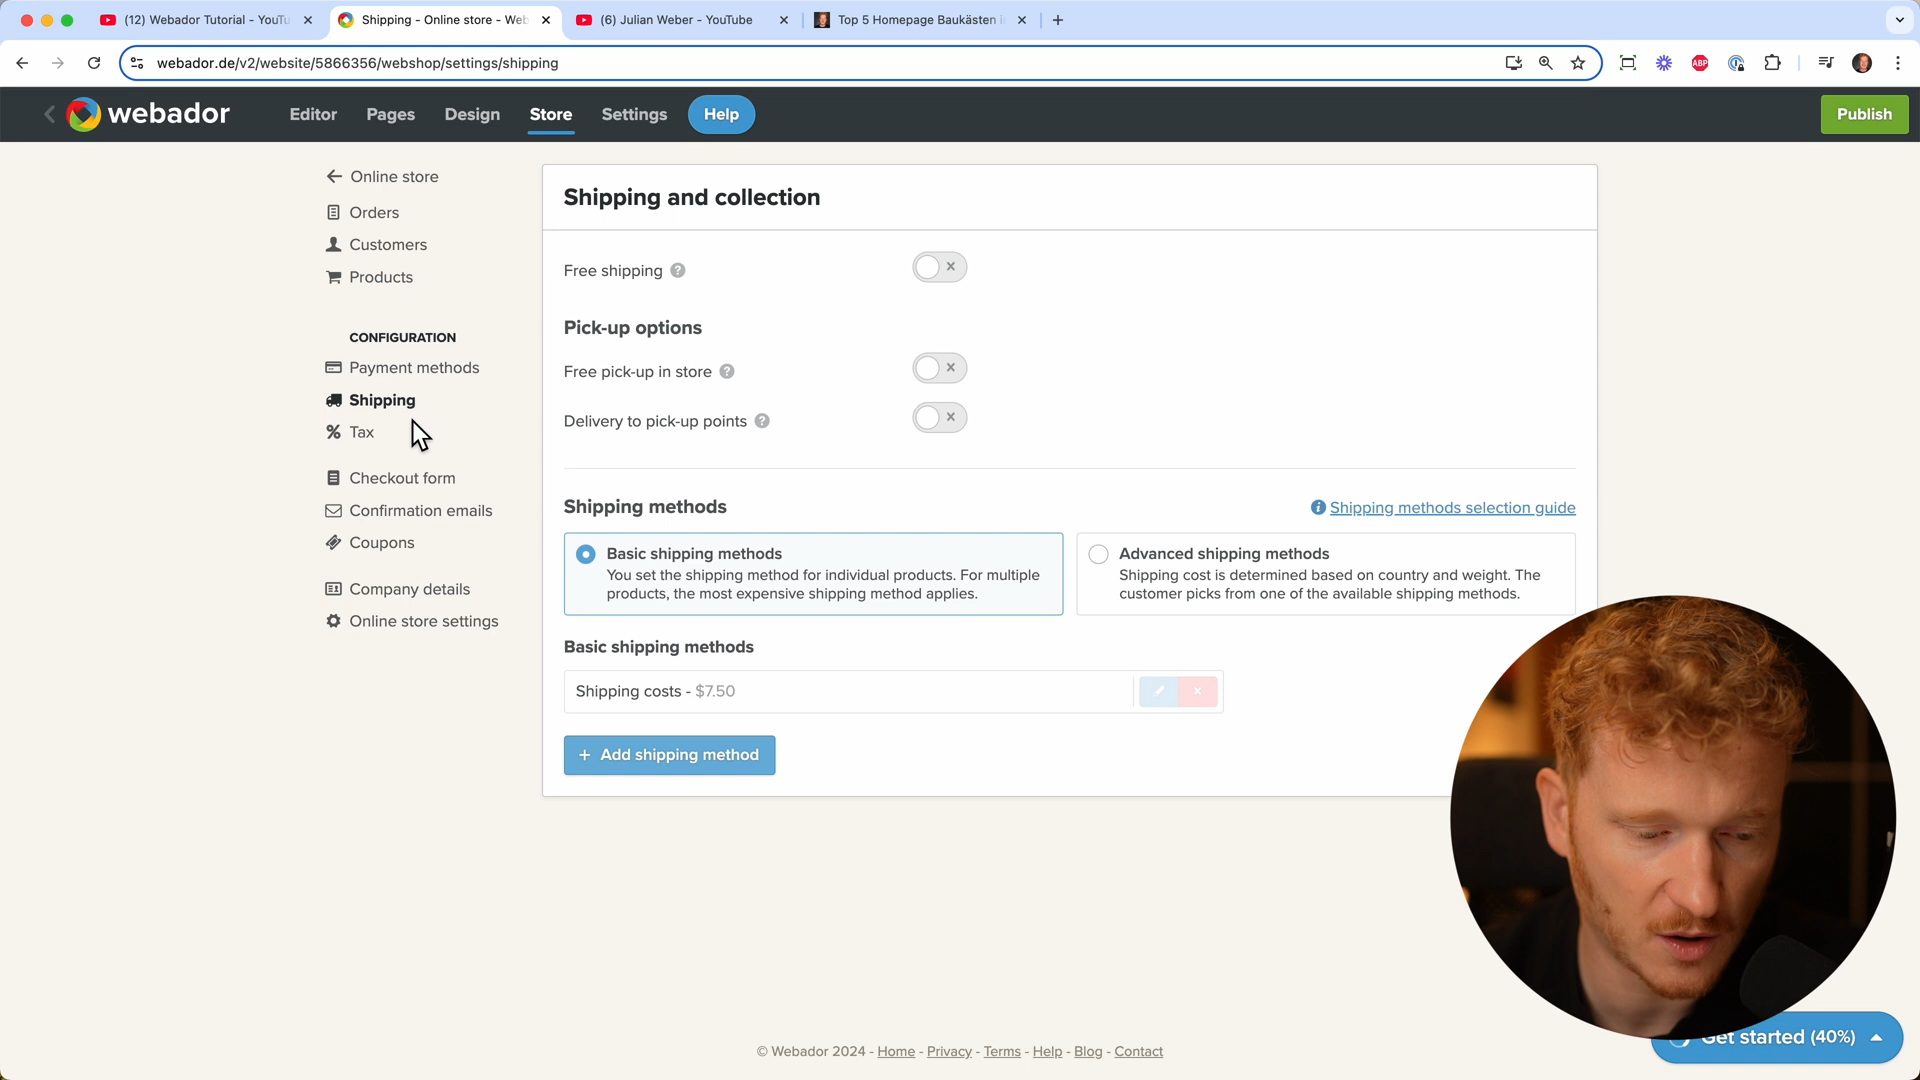 (12) Webador Tutorial - YouTu
Shipping - Online store - Web
(6) Julian Weber - YouTube
Top 5 Homepage Baukästen i
webador.de/v2/website/5866356/webshop/settings/shipping
ABP
webador
Editor
Pages
Design
Store
Settings
Help
Publish
Online store
Orders
Customers
Products
CONFIGURATION
Payment methods
Shipping
Tax
Checkout form
Confirmation emails
Coupons
Company details
Online store settings
Shipping and collection
Free shipping
Pick-up options
Free pick-up in store
Delivery to pick-up points
Shipping methods
Shipping methods selection guide
Basic shipping methods
You set the shipping method for individual products. For multiple
products, the most expensive shipping method applies.
Advanced shipping methods
Shipping cost is determined based on country and weight. The
customer picks from one of the available shipping methods.
Basic shipping methods
Shipping costs - $7.50
+ Add shipping method
Get started (40%)
© Webador 2024 - Home - Privacy - Terms - Help - Blog - Contact